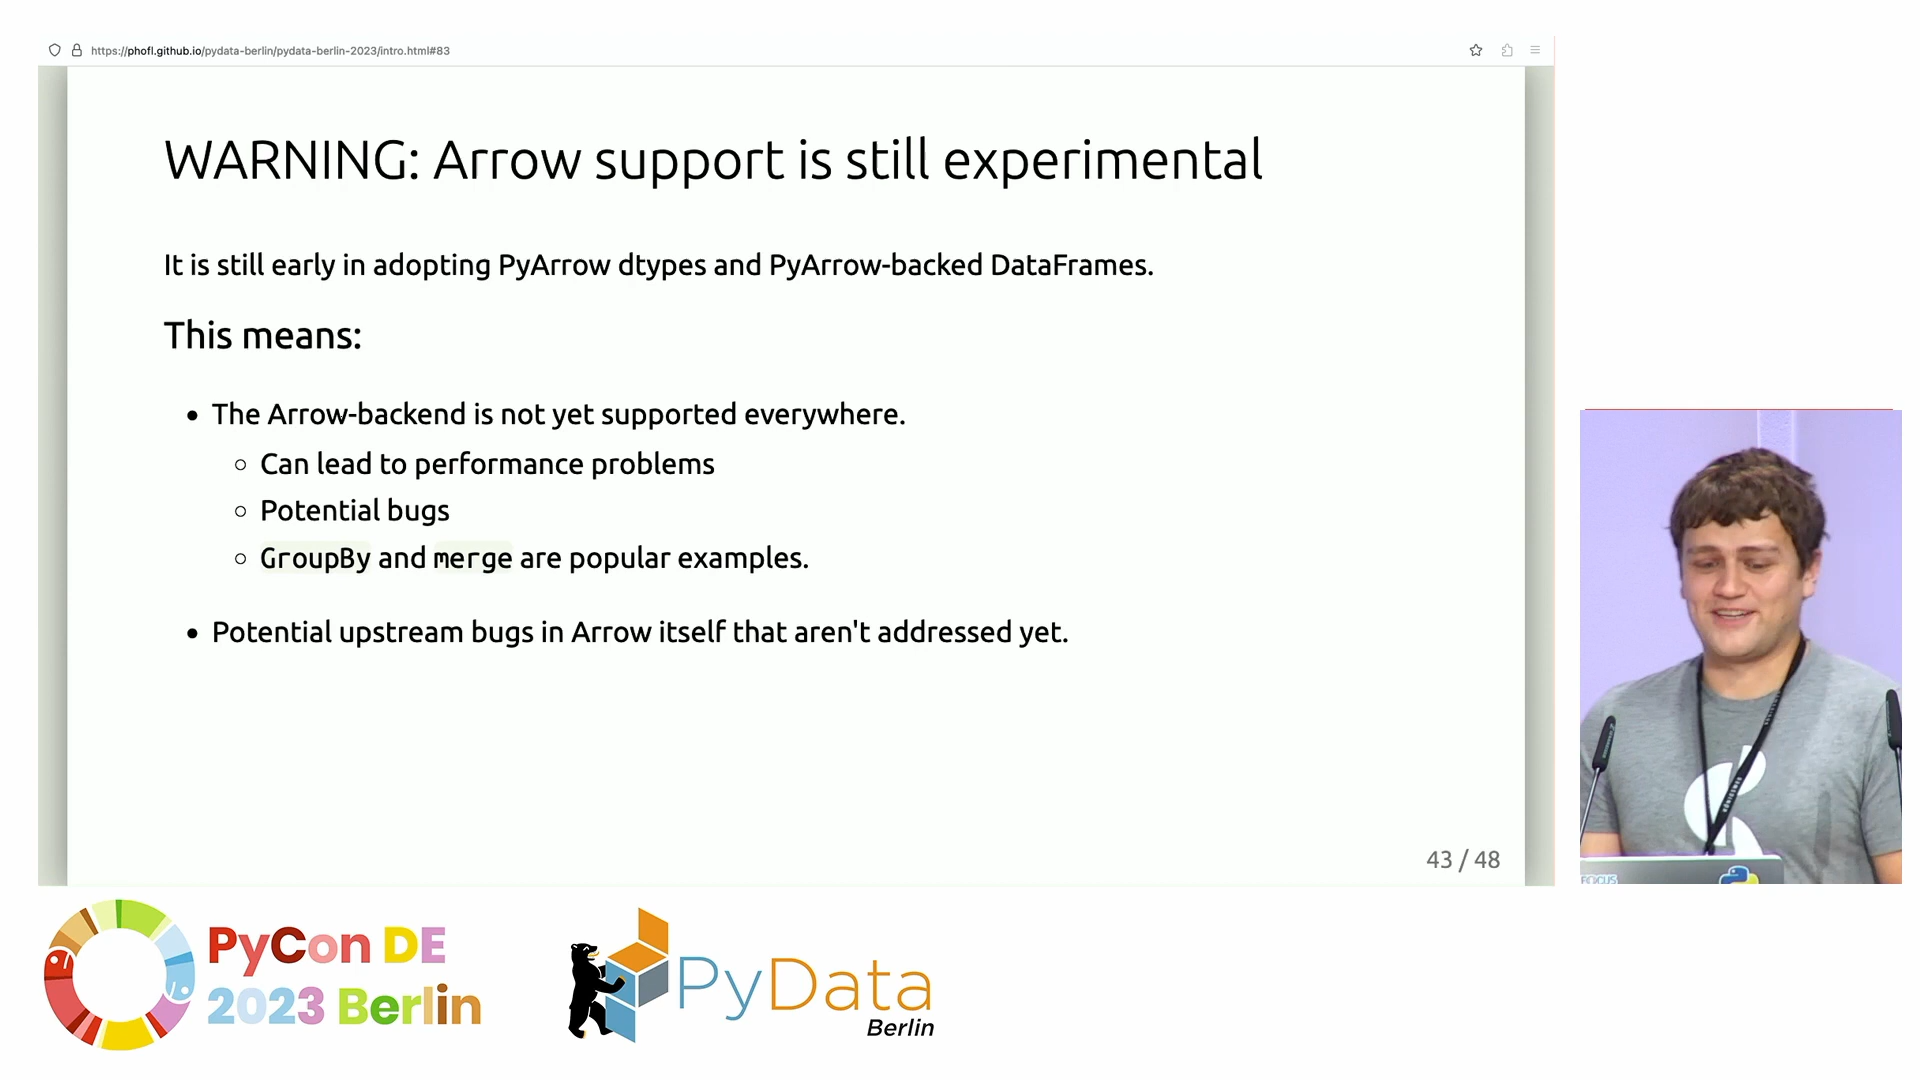 https://phofl.github.io/pydata-berlin/pydata-berlin-2023/intro.html#83
WARNING: Arrow support is still experimental
It is still early in adopting PyArrow dtypes and PyArrow-backed DataFrames.
This means:
The Arrow-backend is not yet supported everywhere.
Can lead to performance problems
Potential bugs
GroupBy and merge are popular examples.
Potential upstream bugs in Arrow itself that aren't addressed yet.
43 / 48
FOCUS
PyCon DE
2023 Berlin
PyData
Berlin